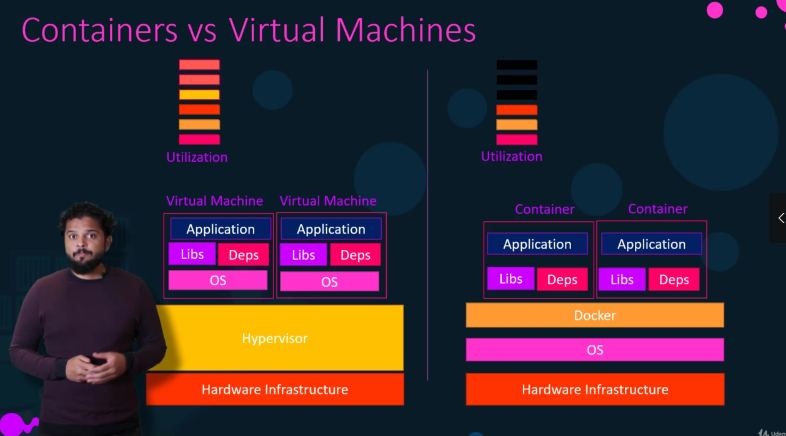 Containers vs Virtual Machines
Utilization
Virtual Machine Virtual Machine
Application Application
Libs Deps Libs Deps
OS OS
Hypervisor
Hardware Infrastructure
Utilization
Container Container
Application Application
Libs Deps Libs Deps
Docker
OS
Hardware Infrastructure